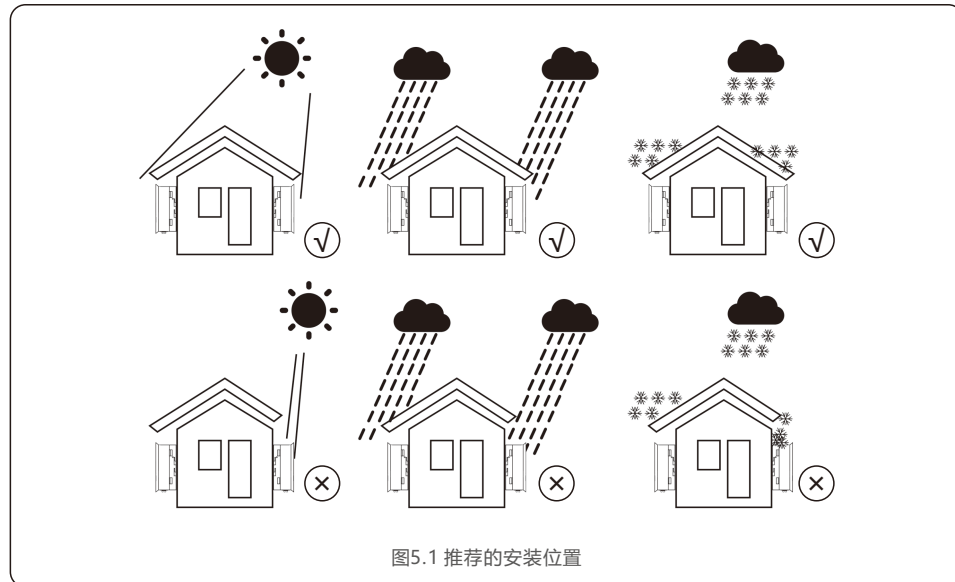 √ √ √
× × ×
图5.1 推荐的安装位置